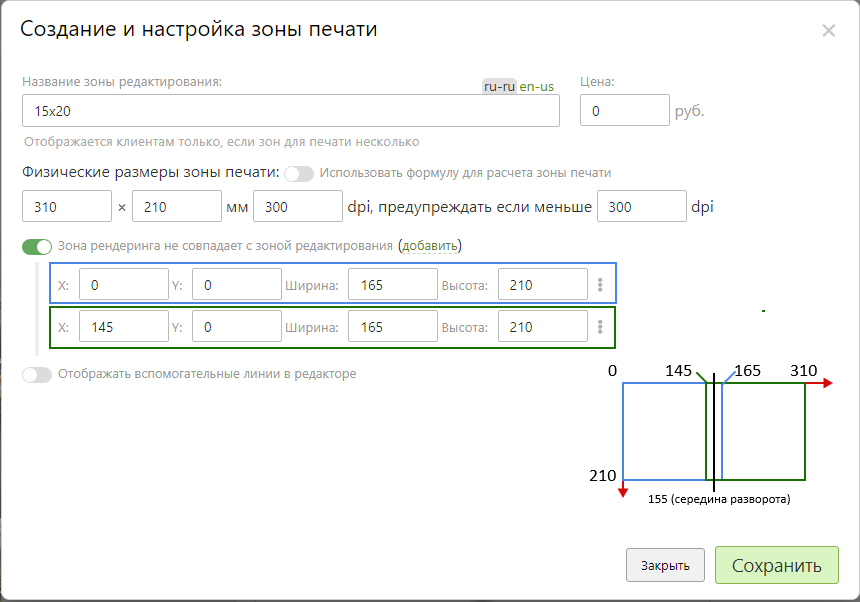 Создание и настройка зоны печати
Название зоны редактирования:
ru-ru en-us
Цена:
15x20
0 руб.
Отображается клиентам только, если зон для печати несколько
Физические размеры зоны печати: Использовать формулу для расчета зоны печати
310 × 210 мм 300 dpi, предупреждать если меньше 300 dpi
Зона рендеринга не совпадает с зоной редактирования (добавить)
X: 0 Y: 0 Ширина: 165 Высота: 210
X: 145 Y: 0 Ширина: 165 Высота: 210
Отображать вспомогательные линии в редакторе
0 145 165 310
210
155 (середина разворота)
Закрыть Сохранить